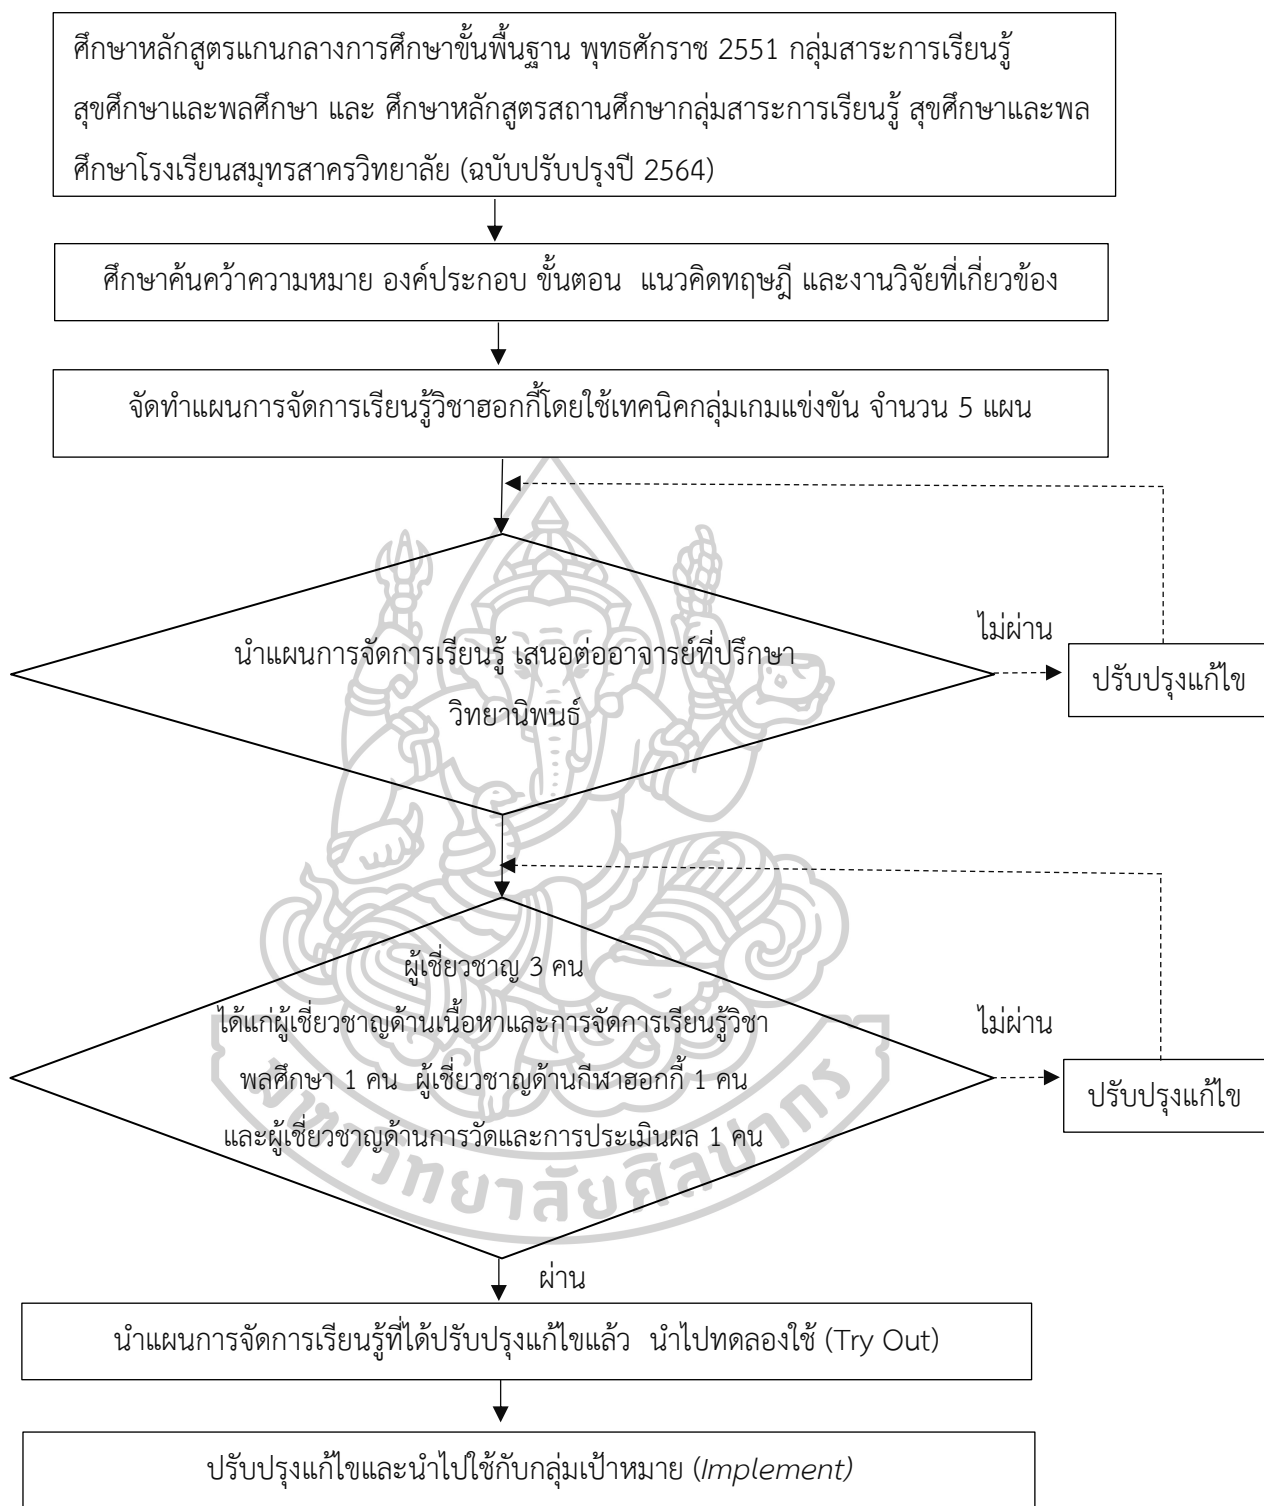 ศึกษาหลักสูตรแกนกลางการศึกษาขั้นพื้นฐาน พุทธศักราช 2551 กลุ่มสาระการเรียนรู้
สุขศึกษาและพลศึกษา และ ศึกษาหลักสูตรสถานศึกษากลุ่มสาระการเรียนรู้ สุขศึกษาและพล
ศึกษาโรงเรียนสมุทรสาครวิทยาลัย (ฉบับปรับปรุงปี 2564)
ศึกษาค้นคว้าความหมาย องค์ประกอบ ขั้นตอน แนวคิดทฤษฎี และงานวิจัยที่เกี่ยวข้อง
จัดทำแผนการจัดการเรียนรู้วิชาฮอกกี้โดยใช้เทคนิคกลุ่มเกมแข่งขัน จำนวน 5 แผน
นำแผนการจัดการเรียนรู้ เสนอต่ออาจารย์ที่ปรึกษา
วิทยานิพนธ์
ไม่ผ่าน
ปรับปรุงแก้ไข
ผู้เชี่ยวชาญ 3 คน
ได้แก่ผู้เชี่ยวชาญด้านเนื้อหาและการจัดการเรียนรู้วิชา
พลศึกษา 1 คน ผู้เชี่ยวชาญด้านกีฬาฮอกกี้ 1 คน
และผู้เชี่ยวชาญด้านการวัดและการประเมินผล 1 คน
ไม่ผ่าน
ปรับปรุงแก้ไข
มหาวิทยาลัยศิลปากร
ผ่าน
นำแผนการจัดการเรียนรู้ที่ได้ปรับปรุงแก้ไขแล้ว นำไปทดลองใช้ (Try Out)
ปรับปรุงแก้ไขและนำไปใช้กับกลุ่มเป้าหมาย (Implement)